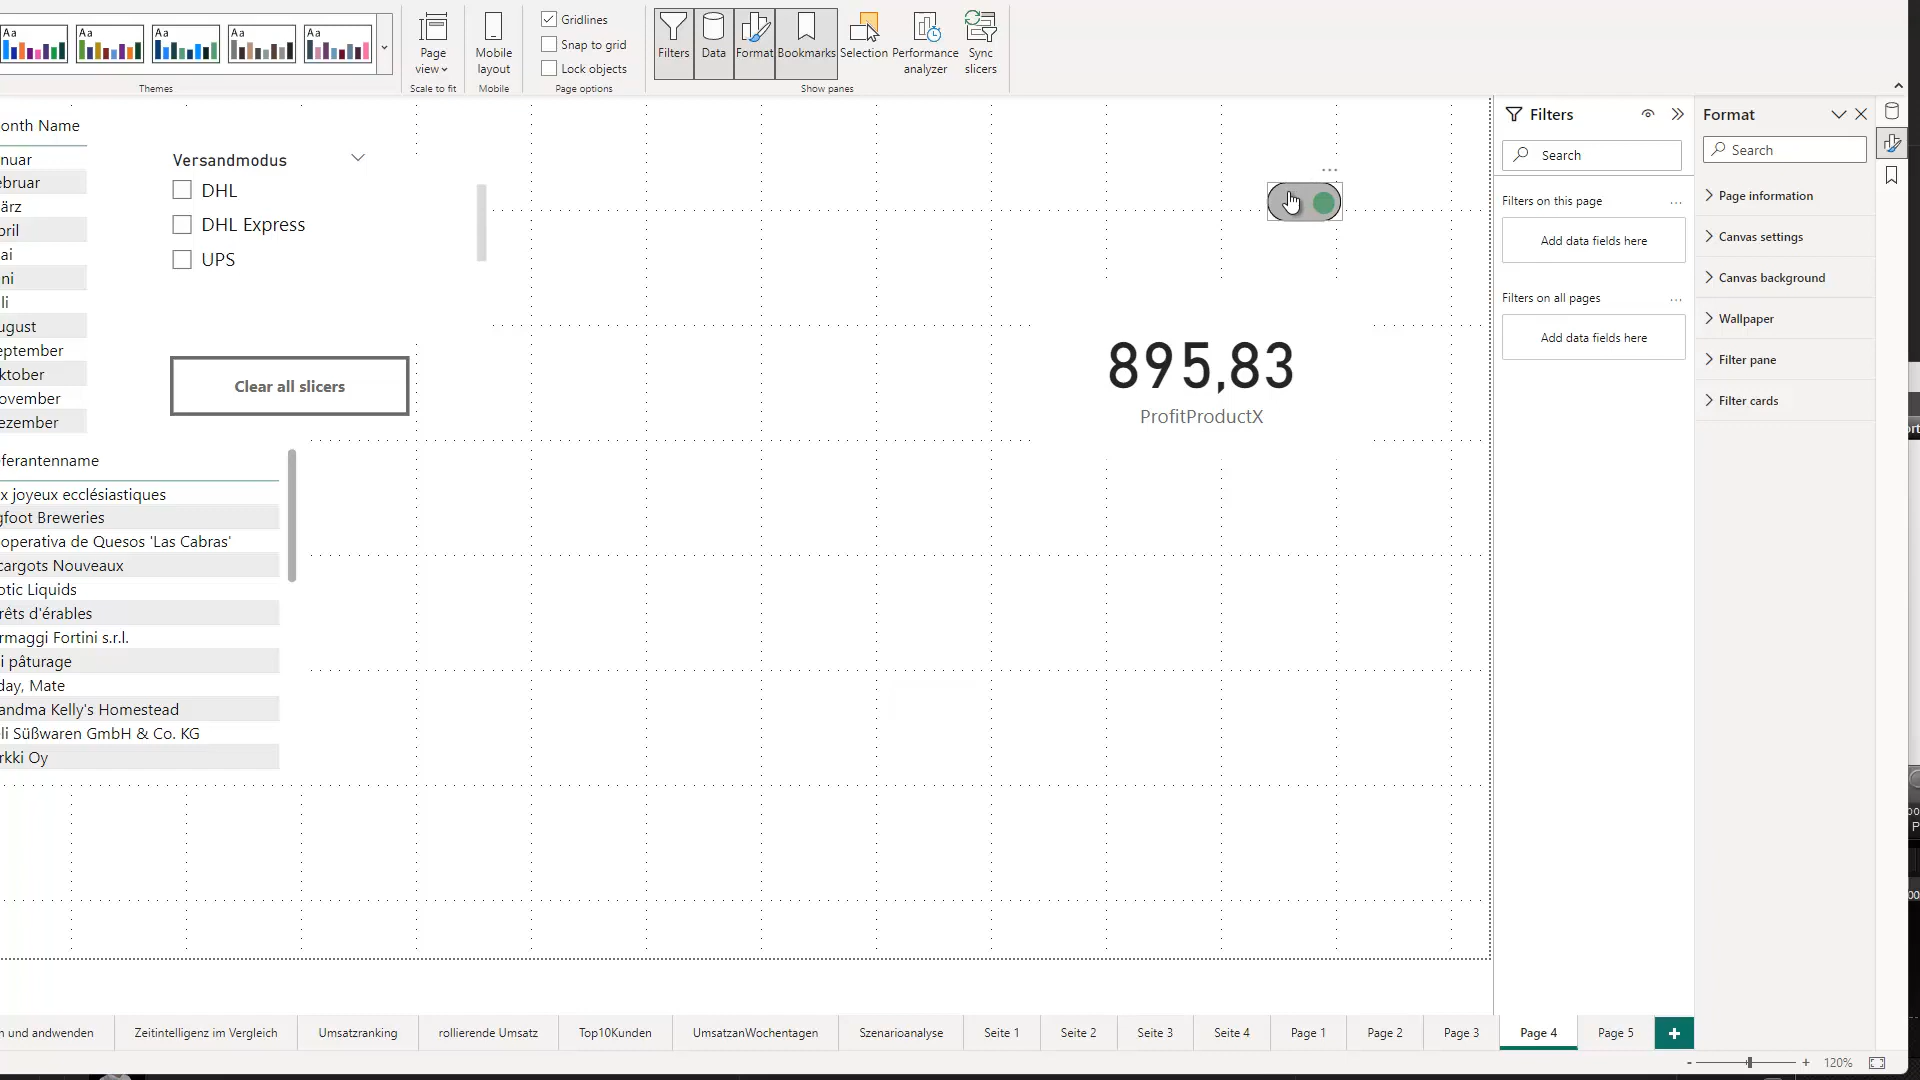 Aa Aa Aa Aa Aa
Themes
Page view
Scale to fit
Mobile layout
Mobile
Gridlines
Snap to grid
Lock objects
Page options
Filters
Data
Format
Bookmarks
Selection
Performance analyzer
Sync slicers
Show panes
onth Name
nuar
ebruar
ärz
pril
ai
ni
li
ugust
eptember
ktober
ovember
ezember
Versandmodus
DHL
DHL Express
UPS
Clear all slicers
895,83
ProfitProductX
eferantenname
x joyeux ecclésiastiques
gfoot Breweries
operativa de Quesos 'Las Cabras'
cargots Nouveaux
otic Liquids
rêts d'érables
rmaggi Fortini s.r.l.
i pâturage
day, Mate
andma Kelly's Homestead
li Süßwaren GmbH & Co. KG
rkki Oy
Filters
Search
Filters on this page
Add data fields here
Filters on all pages
Add data fields here
Format
Search
Page information
Canvas settings
Canvas background
Wallpaper
Filter pane
Filter cards
n und andwenden
Zeitintelligenz im Vergleich
Umsatzranking
rollierende Umsatz
Top10Kunden
UmsatzanWochentagen
Szenarioanalyse
Seite 1
Seite 2
Seite 3
Seite 4
Page 1
Page 2
Page 3
Page 4
Page 5
120%